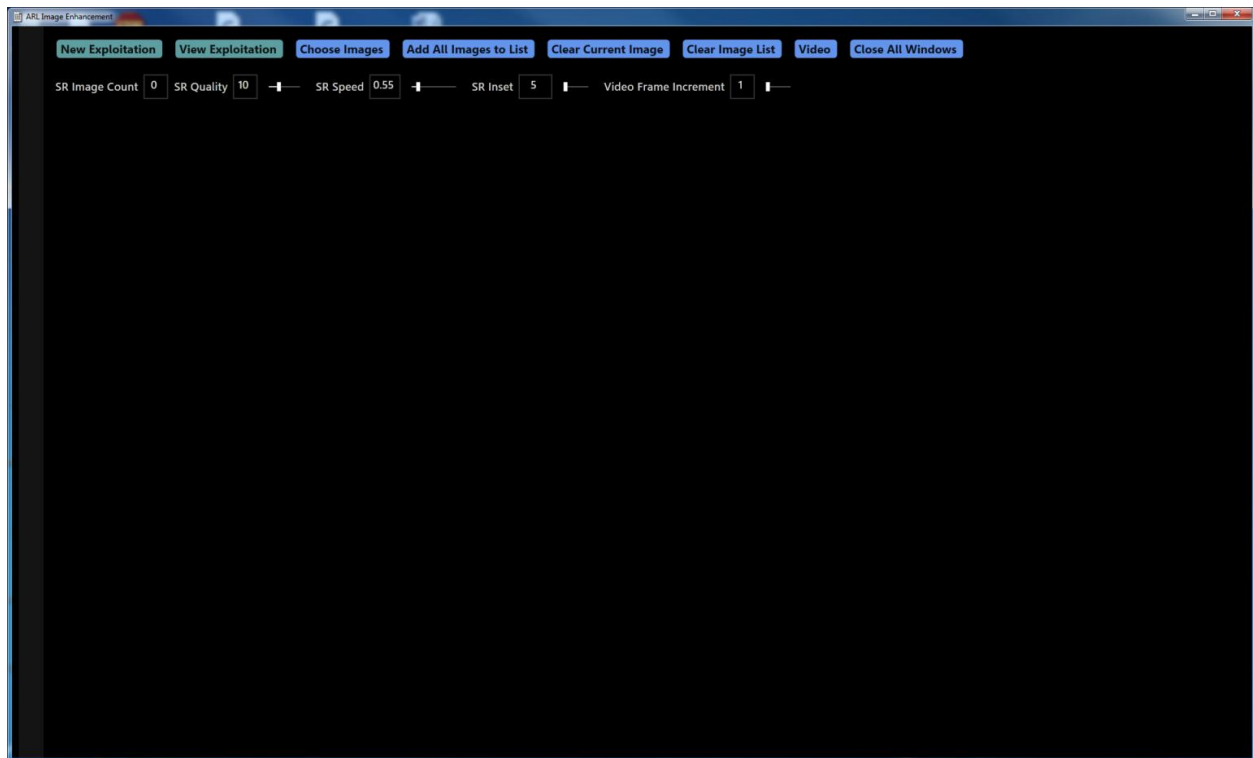 ARL Image Enhancement
New Exploitation View Exploitation Choose Images Add All Images to List Clear Current Image Clear Image List Video Close All Windows
SR Image Count 0 SR Quality 10 SR Speed 0.55 SR Inset 5 Video Frame Increment 1